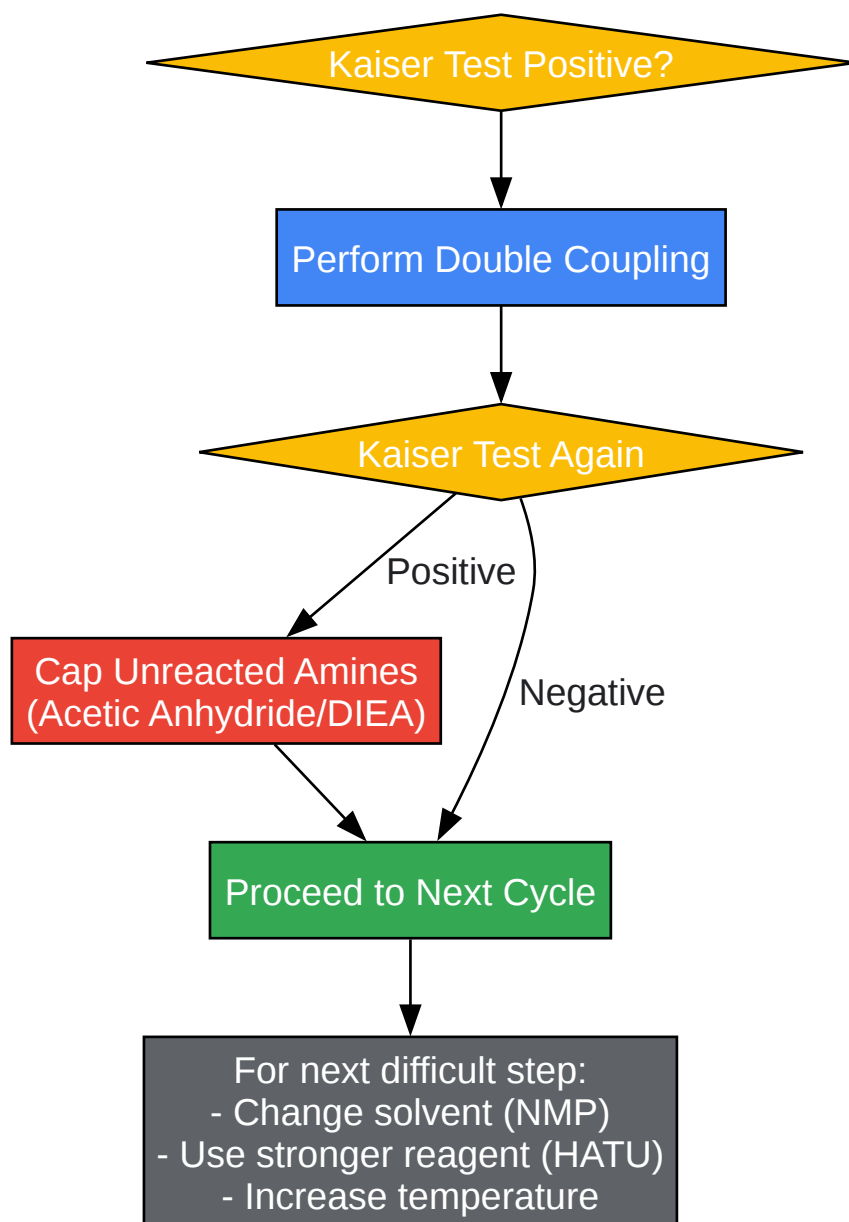 Kaiser Test Positive?
Perform Double Coupling
Kaiser Test Again
Positive
Cap Unreacted Amines
(Acetic Anhydride/DIEA)
Negative
Proceed to Next Cycle
For next difficult step:
- Change solvent (NMP)
- Use stronger reagent (HATU)
- Increase temperature